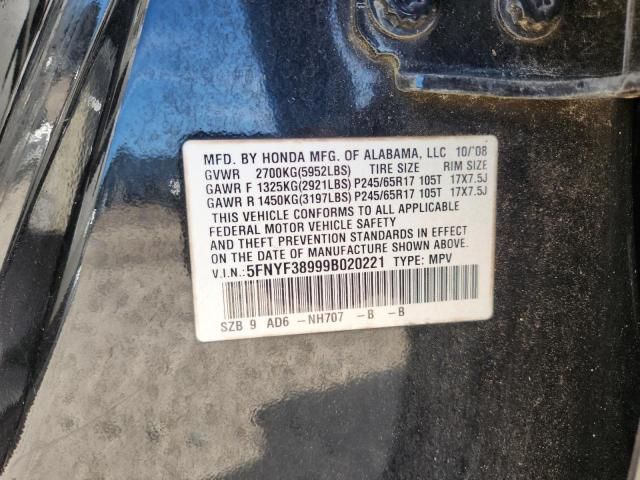 MFD. BY HONDA MFG. OF ALABAMA, LLC 10/'08
GVWR 2700KG(5952LBS) TIRE SIZE RIM SIZE
GAWR F 1325KG(2921LBS) P245/65R17 105T 17X7.5J
GAWR R 1450KG(3197LBS) P245/65R17 105T 17X7.5J
THIS VEHICLE CONFORMS TO ALL APPLICABLE
FEDERAL MOTOR VEHICLE SAFETY
AND THEFT PREVENTION STANDARDS IN EFFECT
ON THE DATE OF MANUFACTURE SHOWN ABOVE.
V.I.N.: 5FNYF38999B020221 TYPE: MPV
SZB 9 AD6 -NH707 -B -B